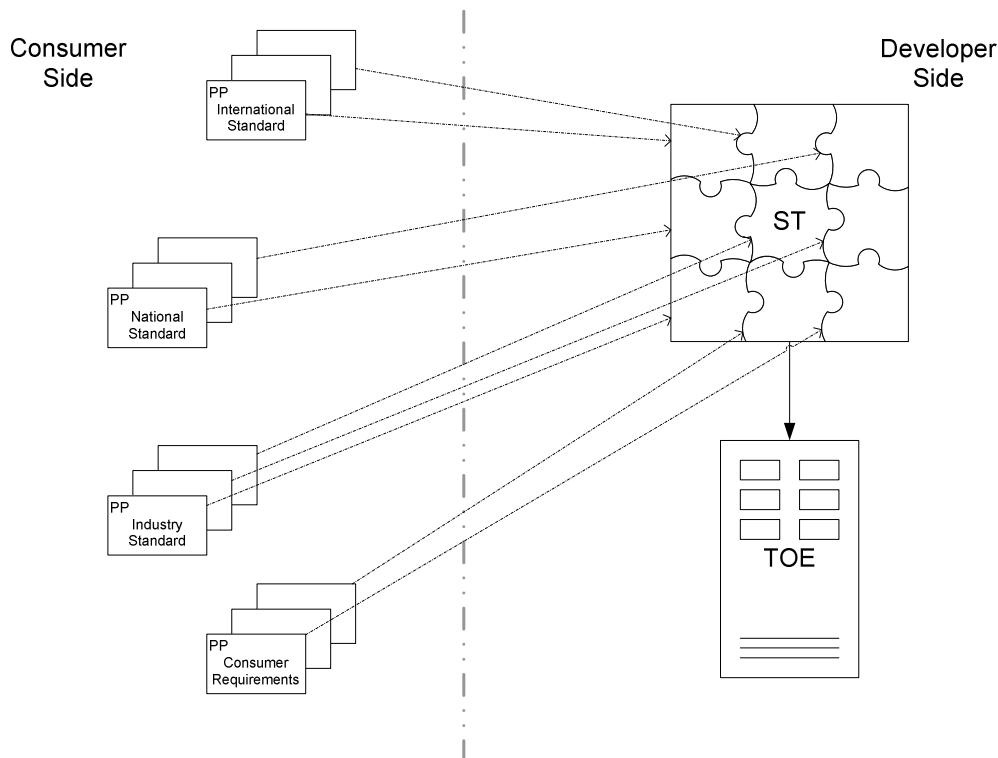 Consumer
Side
Developer
Side
PP
International
Standard
PP
National
Standard
ST
PP
Industry
Standard
TOE
PP
Consumer
Requirements